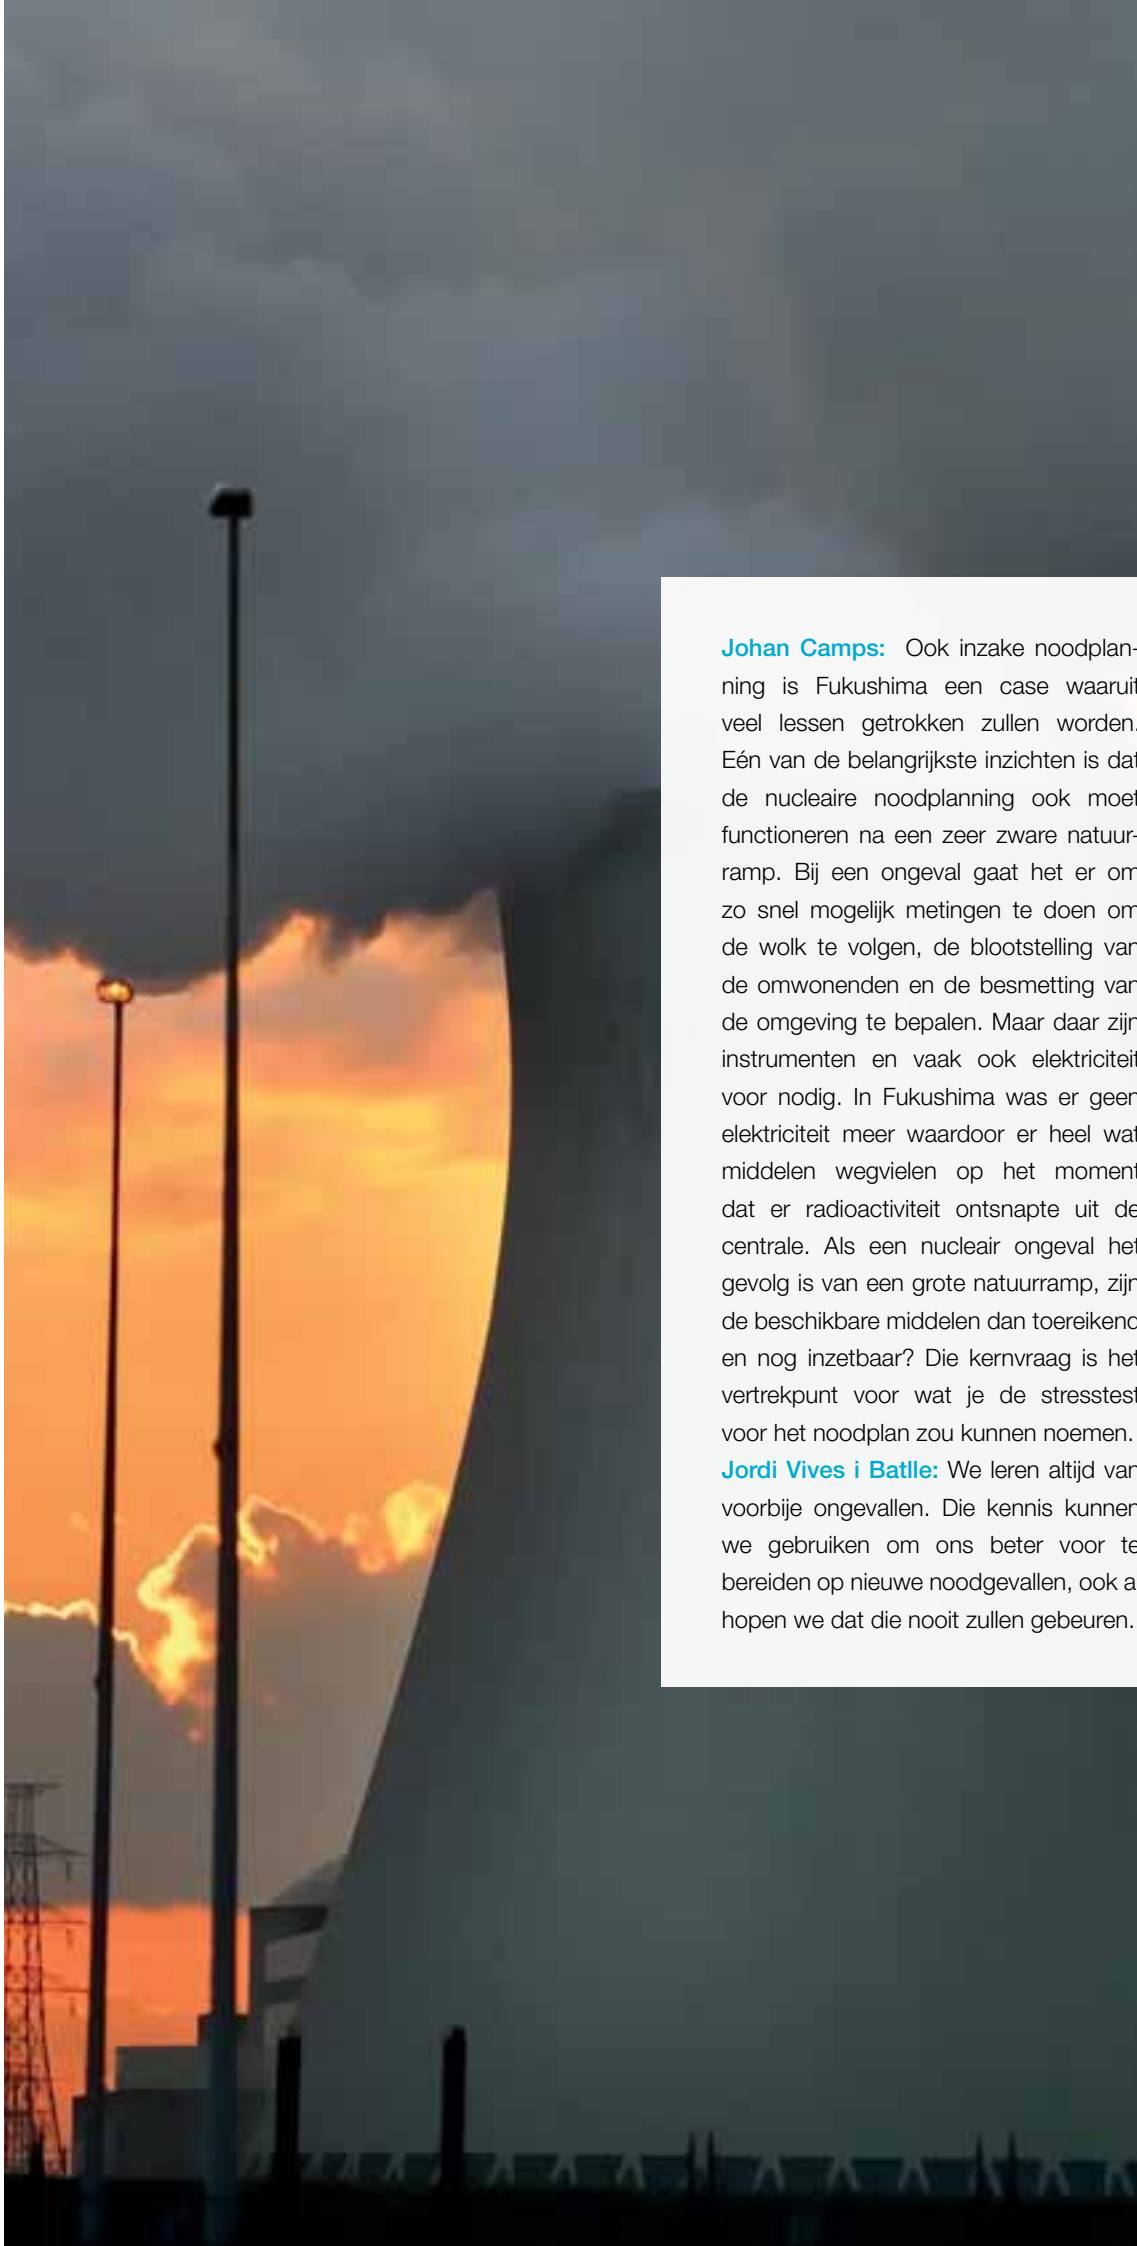 Johan Camps: Ook inzake noodplan-
ning is Fukushima een case waaruit
veel lessen getrokken zullen worden.
Eén van de belangrijkste inzichten is dat
de nucleaire noodplanning ook moet
functioneren na een zeer zware natuur-
ramp. Bij een ongeval gaat het er om
zo snel mogelijk metingen te doen om
de wolk te volgen, de blootstelling van
de omwonenden en de besmetting van
de omgeving te bepalen. Maar daar zijn
instrumenten en vaak ook elektriciteit
voor nodig. In Fukushima was er geen
elektriciteit meer waardoor er heel wat
middelen wegvielen op het moment
dat er radioactiviteit ontsnapte uit de
centrale. Als een nucleair ongeval het
gevolg is van een grote natuurramp, zijn
de beschikbare middelen dan toereikend
en nog inzetbaar? Die kernvraag is het
vertrekpunt voor wat je de stresstest
voor het noodplan zou kunnen noemen.
Jordi Vives i Batlle: We leren altijd van
voorbije ongevallen. Die kennis kunnen
we gebruiken om ons beter voor te
bereiden op nieuwe noodgevallen, ook a
hopen we dat die nooit zullen gebeuren.